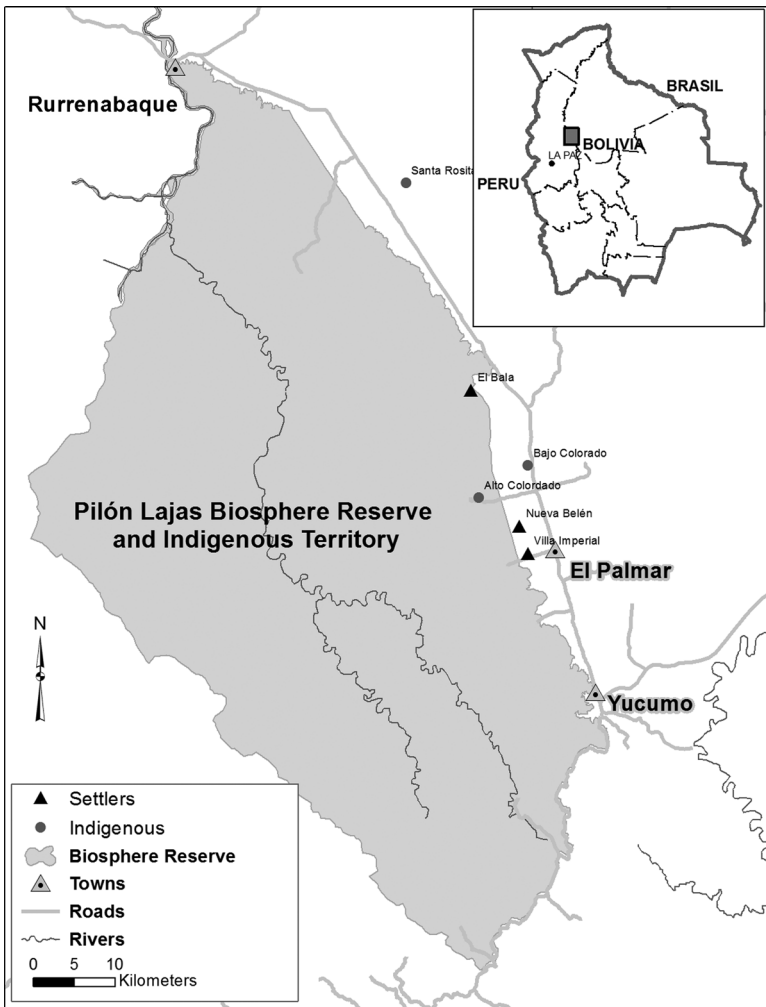 Rurrenabaque
BRASIL
BOLIVIA
LA PAZ
PERU
Santa Rosita
El Bala
Bajo Colorado
Alto Colordado
Pilón Lajas Biosphere Reserve
and Indigenous Territory
Nueva Belén
Villa Imperial
El Palmar
N
Yucumo
Settlers
Indigenous
Biosphere Reserve
Towns
Roads
Rivers
0 5 10
Kilometers